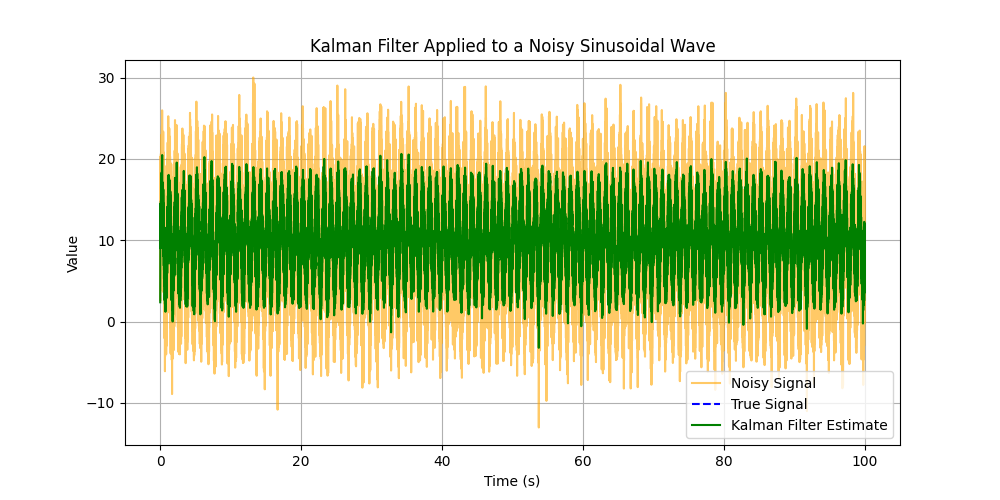 Kalman Filter Applied to a Noisy Sinusoidal Wave
30
20
10
0
−10
Value
Noisy Signal
True Signal
Kalman Filter Estimate
0 20 40 60 80 100
Time (s)